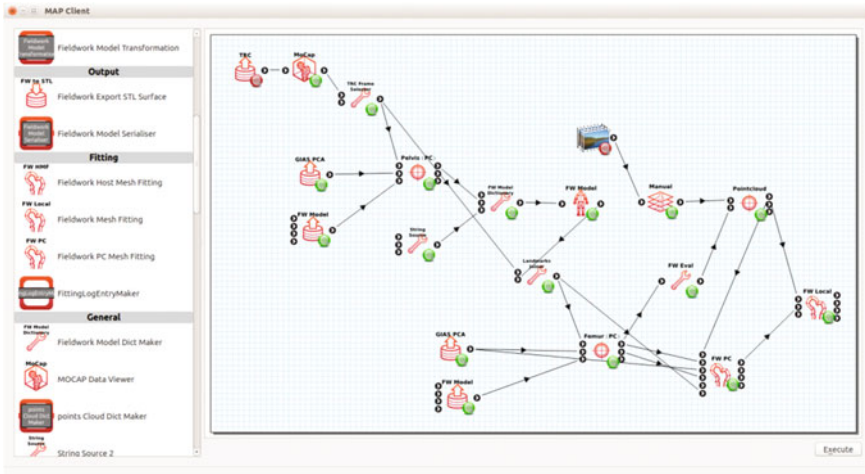 MAP Client
Fieldwork Model Transformation
Output
FW to STL
Fieldwork Export STL Surface
Fieldwork Model Serialiser
Fitting
FW HMF
Fieldwork Host Mesh Fitting
FW Local
Fieldwork Mesh Fitting
FW PC
Fieldwork PC Mesh Fitting
FittingLogEntryMaker
General
FW Model Dictionary
Fieldwork Model Dict Maker
MoCap
MOCAP Data Viewer
points Cloud Dict Maker
points Cloud Dict Maker
String Source
String Source 2
TRC
MoCap
TRC Frame Selector
GIAS PCA
Pelvis : PC
FW Model
FW Model Dictionary
FW Model
String Source
Manual
Pointcloud
Landmarks
FW Eval
FW Local
GIAS PCA
Femur : PC
FW PC
FW Model
Execute